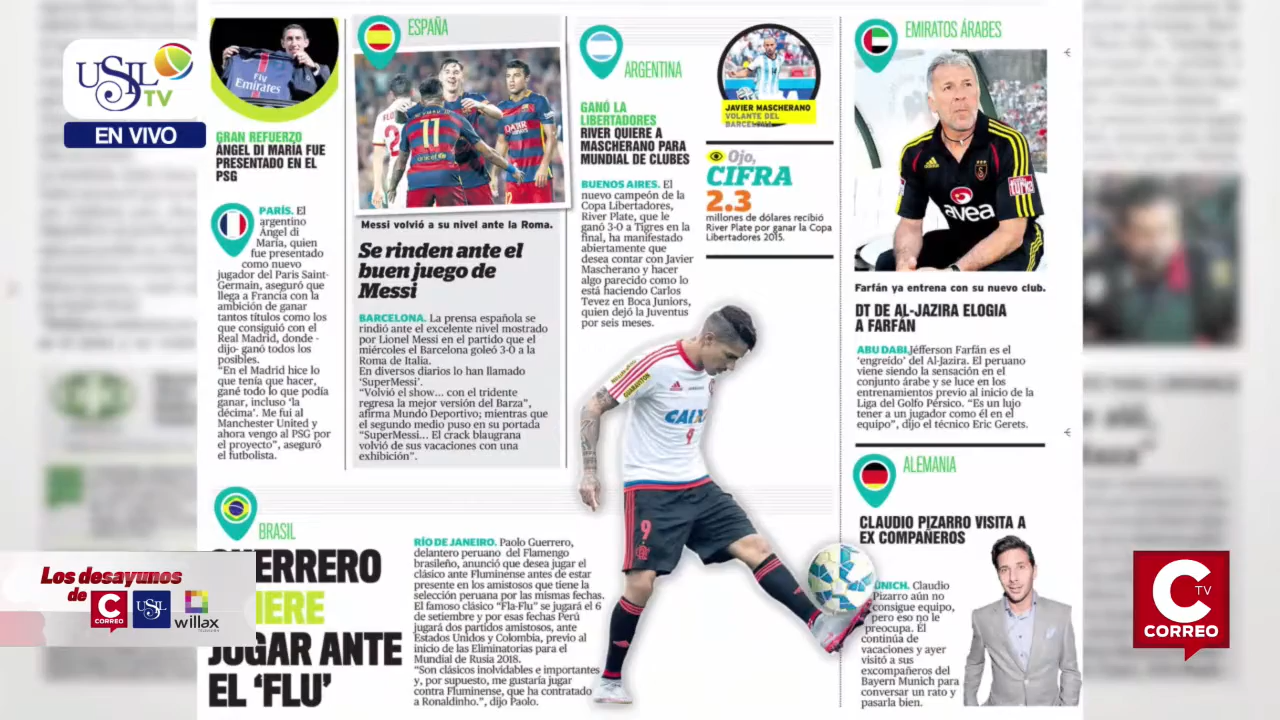 USIL
TV
EN VIVO
Fly
Emirates
GRAN REFUERZO
ÁNGEL DI MARÍA FUE
PRESENTADO EN EL
PSG
PARÍS. El
argentino
Ángel di
María, quien
fue presentado
como nuevo
jugador del París Saint-
Germain, aseguró que
llega a Francia con la
ambición de ganar
tantos títulos como los
que consiguió con el
Real Madrid, donde -
dijo- ganó todos los
posibles.
“En el Madrid hice lo
que tenía que hacer,
gané todo lo que podía
ganar, incluso ‘la
décima’. Me fui al
Manchester United y
ahora vengo al PSG por
el proyecto”, aseguró
el futbolista.
ESPAÑA
11
unicef
QATAR
Messi volvió a su nivel ante la Roma.
Se rinden ante el
buen juego de
Messi
BARCELONA. La prensa española se
rindió ante el excelente nivel mostrado
por Lionel Messi en el partido que el
miércoles el Barcelona goleó 3-0 a la
Roma de Italia.
En diversos diarios lo han llamado
‘SuperMessi’.
“Volvió el show... con el tridente
regresa la mejor versión del Barza”,
afirma Mundo Deportivo; mientras que
el segundo medio puso en su portada
“SuperMessi... El crack blaugrana
volvió de sus vacaciones con una
exhibición”.
ARGENTINA
GANÓ LA
LIBERTADORES
RIVER QUIERE A
MASCHERANO PARA
MUNDIAL DE CLUBES
BUENOS AIRES. El
nuevo campeón de la
Copa Libertadores,
River Plate, que le
ganó 3-0 a Tigres en la
final, ha manifestado
abiertamente que
desea contar con Javier
Mascherano y hacer
algo parecido como lo
está haciendo Carlos
Tevez en Boca Juniors,
quien dejó la Juventus
por seis meses.
JAVIER MASCHERANO
VOLANTE DEL
BARCELONA
Ojo,
CIFRA
2.3
millones de dólares recibió
River Plate por ganar la Copa
Libertadores 2015.
EMIRATOS ÁRABES
avea
Farfán ya entrena con su nuevo club.
DT DE AL-JAZIRA ELOGIA
A FARFÁN
ABU DABI. Jéfferson Farfán es el
‘engreído’ del Al-Jazira. El peruano
viene siendo la sensación en el
conjunto árabe y se luce en los
entrenamientos previo al inicio de la
Liga del Golfo Pérsico. “Es un lujo
tener a un jugador como él en el
equipo”, dijo el técnico Eric Gerets.
ALEMANIA
CLAUDIO PIZARRO VISITA A
EX COMPAÑEROS
ÚNICH. Claudio
Pizarro aún no
consigue equipo,
pero eso no le
preocupa. Él
continúa de
vacaciones y ayer
visitó a sus
excompañeros del
Bayern Munich para
conversar un rato y
pasarla bien.
BRASIL
GUERRERO
QUIERE
JUGAR ANTE
EL ‘FLU’
RÍO DE JANEIRO. Paolo Guerrero,
delantero peruano del Flamengo
brasileño, anunció que desea jugar el
clásico ante Fluminense antes de estar
presente en los amistosos que tiene la
selección peruana por las mismas fechas.
El famoso clásico “Fla-Flu” se jugará el 6
de setiembre y por esas fechas Perú
jugará dos partidos amistosos, ante
Estados Unidos y Colombia, previo al
inicio de las Eliminatorias para el
Mundial de Rusia 2018.
“Son clásicos inolvidables e importantes
y, por supuesto, me gustaría jugar
contra Fluminense, que ha contratado
a Ronaldinho.”, dijo Paolo.
adidas
CAIXA
9
9
Los desayunos
de
C
CORREO
USIL
willax
C
TV
CORREO